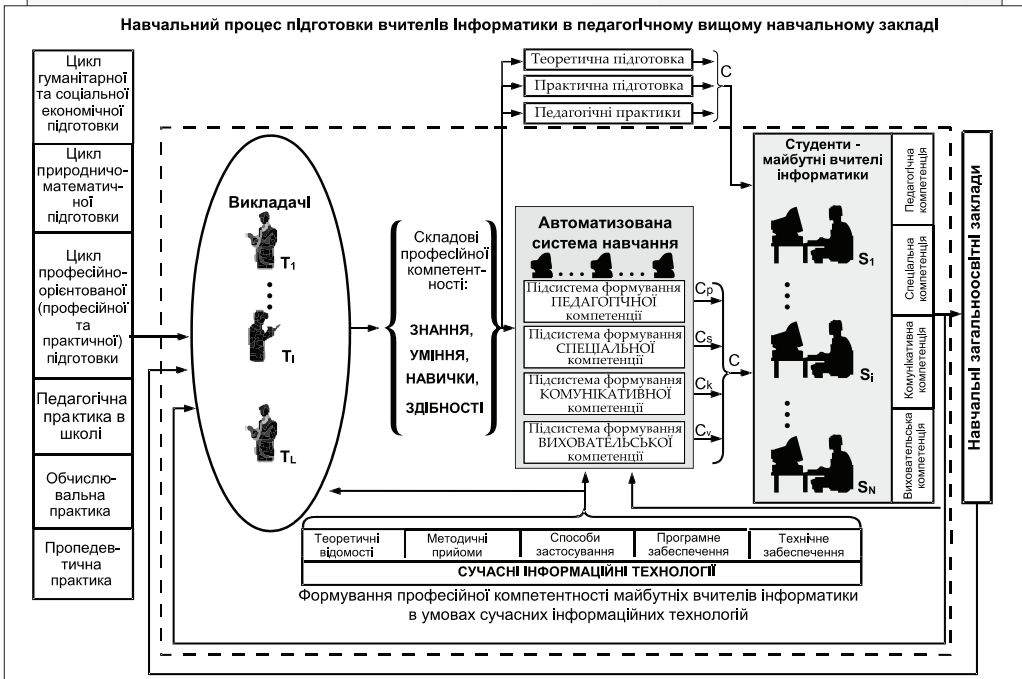 Навчальний процес підготовки вчителів інформатики в педагогічному вищому навчальному закладі
Цикл
гуманітарної
та соціальної
економічної
підготовки
Цикл
природничо-
математич-
ної
підготовки
Цикл
професійно-
орієнтованої
(професійної
та
практичної)
підготовки
Педагогічна
практика в
школі
Обчислю-
вальна
практика
Пропедев-
тична
практика
Викладачі
T1
TI
TL
Складові
професійної
компетент-
ності:
ЗНАННЯ,
УМІННЯ,
НАВИЧКИ,
ЗДІБНОСТІ
Теоретична підготовка
Практична підготовка
Педагогічні практики
C
Автоматизована
система навчання
Підсистема формування
ПЕДАГОГІЧНОЇ
компетенції
Cp
Підсистема формування
СПЕЦІАЛЬНОЇ
компетенції
Cs
Підсистема формування
КОМУНІКАТИВНОЇ
компетенції
Ck
Підсистема формування
ВИХОВАТЕЛЬСЬКОЇ
компетенції
Cv
C
Студенти -
майбутні вчителі
інформатики
S1
Si
SN
Педагогічна
компетенція
Спеціальна
компетенція
Комунікативна
компетенція
Виховательська
компетенція
Навчальні загальноосвітні заклади
Теоретичні
відомості
Методичні
прийоми
Способи
застосування
Програмне
забезпечення
Технічне
забезпечення
СУЧАСНІ ІНФОРМАЦІЙНІ ТЕХНОЛОГІЇ
Формування професійної компетентності майбутніх вчителів інформатики
в умовах сучасних інформаційних технологій